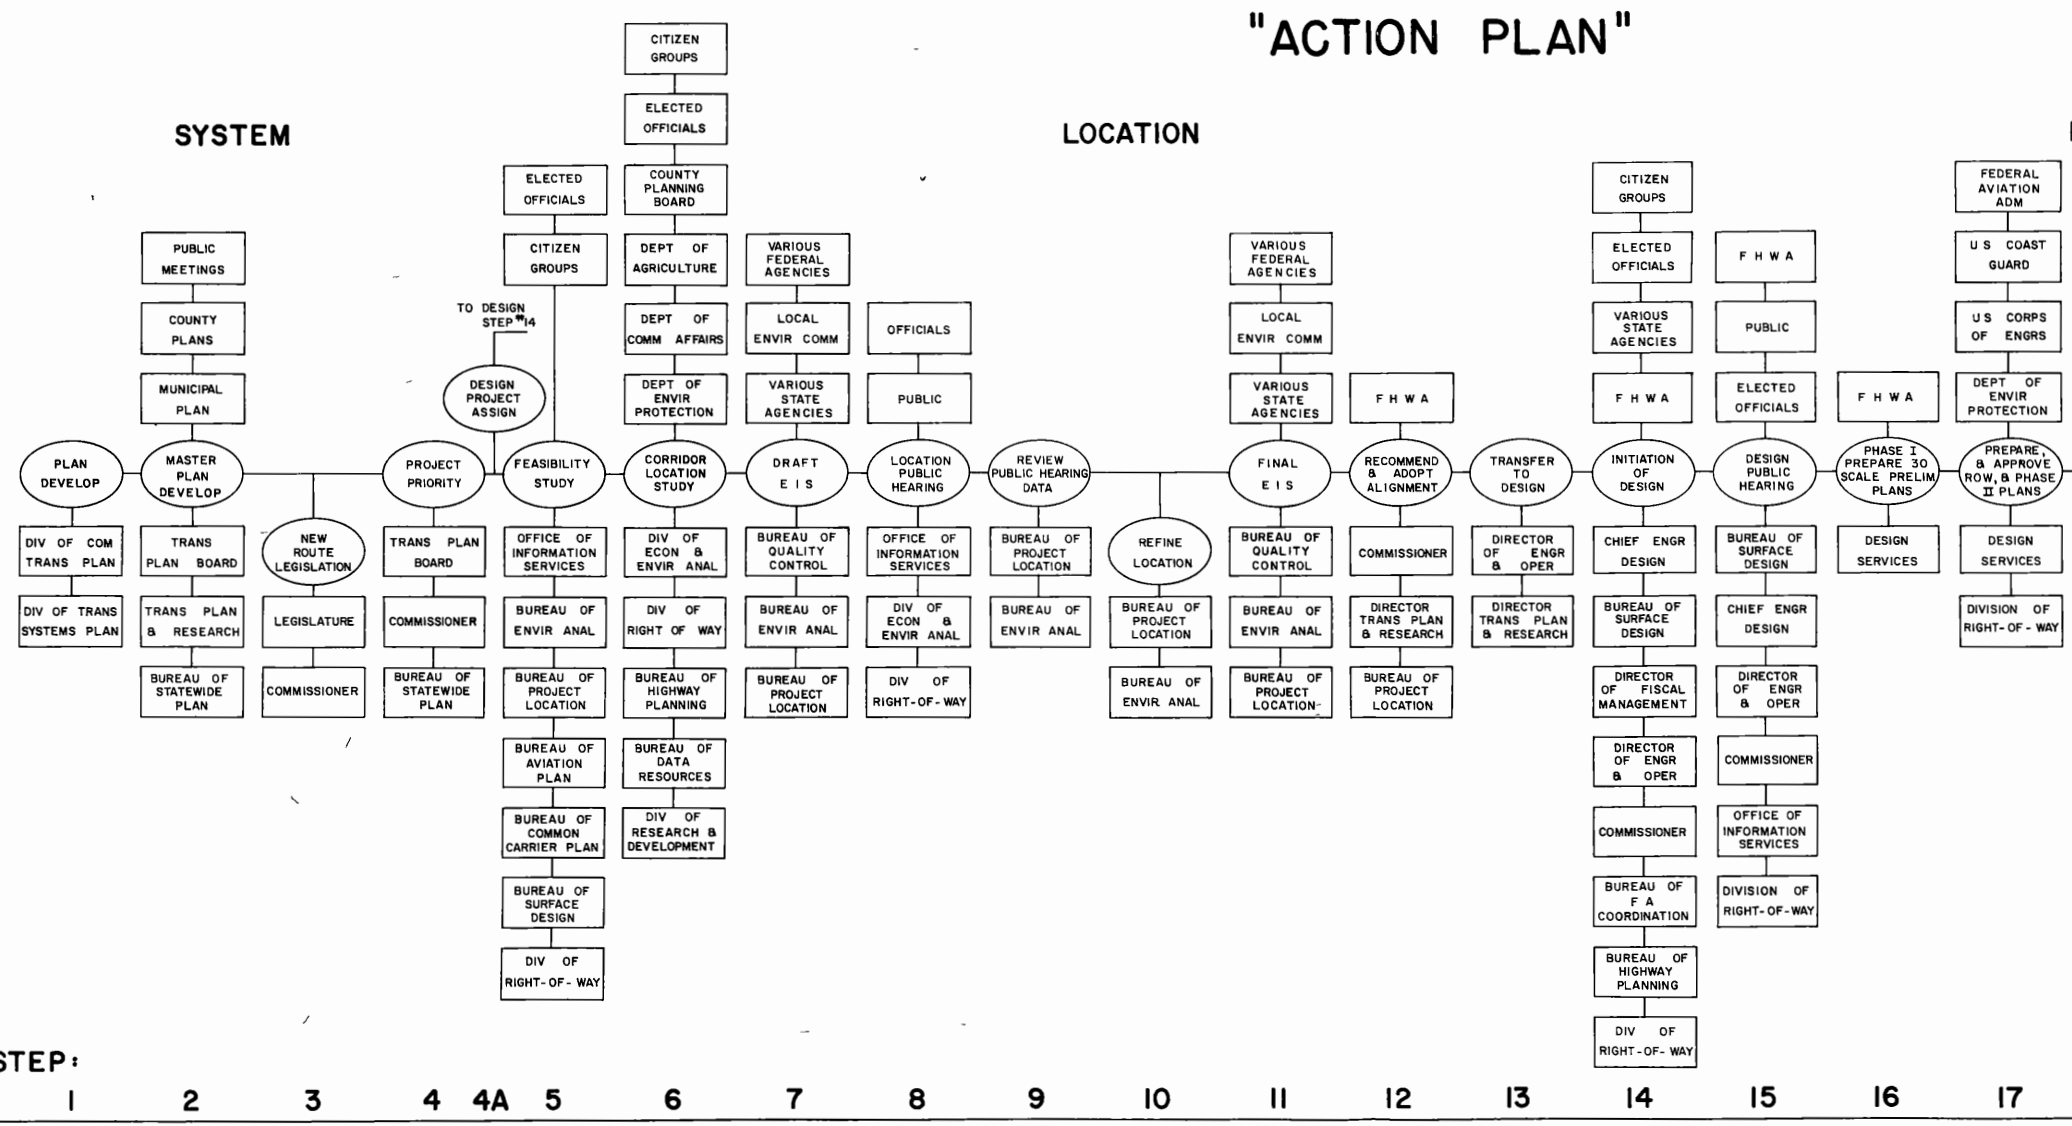 "ACTION PLAN"
SYSTEM
LOCATION
PLAN
DEVELOP
DIV OF COM
TRANS PLAN
DIV OF TRANS
SYSTEMS PLAN
PUBLIC
MEETINGS
COUNTY
PLANS
MUNICIPAL
PLAN
MASTER
PLAN
DEVELOP
TRANS
PLAN BOARD
TRANS PLAN
& RESEARCH
BUREAU OF
STATEWIDE
PLAN
NEW
ROUTE
LEGISLATION
LEGISLATURE
COMMISSIONER
PROJECT
PRIORITY
TRANS PLAN
BOARD
COMMISSIONER
BUREAU OF
STATEWIDE
PLAN
TO DESIGN
STEP #14
DESIGN
PROJECT
ASSIGN
ELECTED
OFFICIALS
CITIZEN
GROUPS
FEASIBILITY
STUDY
OFFICE OF
INFORMATION
SERVICES
BUREAU OF
ENVIR ANAL
BUREAU OF
PROJECT
LOCATION
BUREAU OF
AVIATION
PLAN
BUREAU OF
COMMON
CARRIER PLAN
BUREAU OF
SURFACE
DESIGN
DIV OF
RIGHT-OF-WAY
CITIZEN
GROUPS
ELECTED
OFFICIALS
COUNTY
PLANNING
BOARD
DEPT OF
AGRICULTURE
DEPT OF
COMM AFFAIRS
DEPT OF
ENVIR
PROTECTION
CORRIDOR
LOCATION
STUDY
DIV OF
ECON &
ENVIR ANAL
DIV OF
RIGHT OF WAY
BUREAU OF
HIGHWAY
PLANNING
BUREAU OF
DATA
RESOURCES
DIV OF
RESEARCH &
DEVELOPMENT
VARIOUS
FEDERAL
AGENCIES
LOCAL
ENVIR COMM
VARIOUS
STATE
AGENCIES
DRAFT
E I S
BUREAU OF
QUALITY
CONTROL
BUREAU OF
ENVIR ANAL
BUREAU OF
PROJECT
LOCATION
OFFICIALS
PUBLIC
LOCATION
PUBLIC
HEARING
OFFICE OF
INFORMATION
SERVICES
DIV OF
ECON &
ENVIR ANAL
DIV OF
RIGHT-OF-WAY
REVIEW
PUBLIC HEARING
DATA
BUREAU OF
PROJECT
LOCATION
BUREAU OF
ENVIR ANAL
REFINE
LOCATION
BUREAU OF
PROJECT
LOCATION
BUREAU OF
ENVIR ANAL
VARIOUS
FEDERAL
AGENCIES
LOCAL
ENVIR COMM
VARIOUS
STATE
AGENCIES
FINAL
E I S
BUREAU OF
QUALITY
CONTROL
BUREAU OF
ENVIR ANAL
BUREAU OF
PROJECT
LOCATION
F H W A
RECOMMEND
& ADOPT
ALIGNMENT
COMMISSIONER
DIRECTOR
TRANS PLAN
& RESEARCH
BUREAU OF
PROJECT
LOCATION
TRANSFER
TO
DESIGN
DIRECTOR
OF ENGR
& OPER
DIRECTOR
TRANS PLAN
& RESEARCH
CITIZEN
GROUPS
ELECTED
OFFICIALS
VARIOUS
STATE
AGENCIES
F H W A
INITIATION
OF
DESIGN
CHIEF ENGR
DESIGN
BUREAU OF
SURFACE
DESIGN
DIRECTOR
OF FISCAL
MANAGEMENT
DIRECTOR
OF ENGR
& OPER
COMMISSIONER
BUREAU OF
F A
COORDINATION
BUREAU OF
HIGHWAY
PLANNING
DIV OF
RIGHT-OF-WAY
F H W A
PUBLIC
ELECTED
OFFICIALS
DESIGN
PUBLIC
HEARING
BUREAU OF
SURFACE
DESIGN
CHIEF ENGR
DESIGN
DIRECTOR
OF ENGR
& OPER
COMMISSIONER
OFFICE OF
INFORMATION
SERVICES
DIVISION OF
RIGHT-OF-WAY
F H W A
PHASE I
PREPARE 30
SCALE PRELIM
PLANS
DESIGN
SERVICES
FEDERAL
AVIATION
ADM
U S COAST
GUARD
U S CORPS
OF ENGRS
DEPT OF
ENVIR
PROTECTION
PREPARE,
& APPROVE
ROW, & PHASE
II PLANS
DESIGN
SERVICES
DIVISION OF
RIGHT-OF-WAY
STEP:
1 2 3 4 4A 5 6 7 8 9 10 11 12 13 14 15 16 17